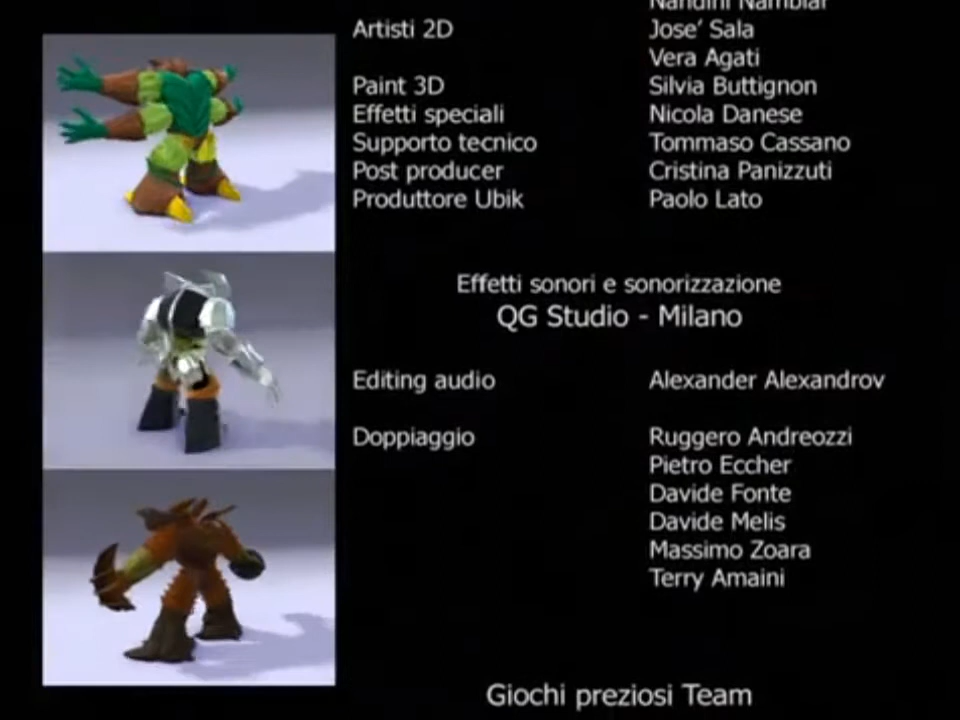 Nandini Nambiar
Artisti 2D Jose’ Sala
Vera Agati
Paint 3D Silvia Buttignon
Effetti speciali Nicola Danese
Supporto tecnico Tommaso Cassano
Post producer Cristina Panizzuti
Produttore Ubik Paolo Lato
Effetti sonori e sonorizzazione
QG Studio - Milano
Editing audio Alexander Alexandrov
Doppiaggio Ruggero Andreozzi
Pietro Eccher
Davide Fonte
Davide Melis
Massimo Zoara
Terry Amaini
Giochi preziosi Team